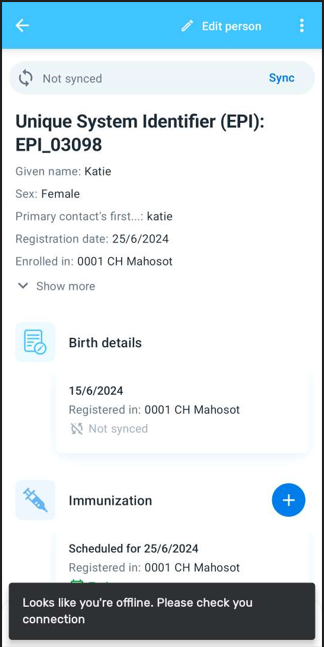 Edit person
Not synced
Sync
Unique System Identifier (EPI):
EPI_03098
Given name: Katie
Sex: Female
Primary contact's first...: katie
Registration date: 25/6/2024
Enrolled in: 0001 CH Mahosot
Show more
Birth details
15/6/2024
Registered in: 0001 CH Mahosot
Not synced
Immunization
Scheduled for 25/6/2024
Registered in: 0001 CH Mahosot
Looks like you're offline. Please check you
connection